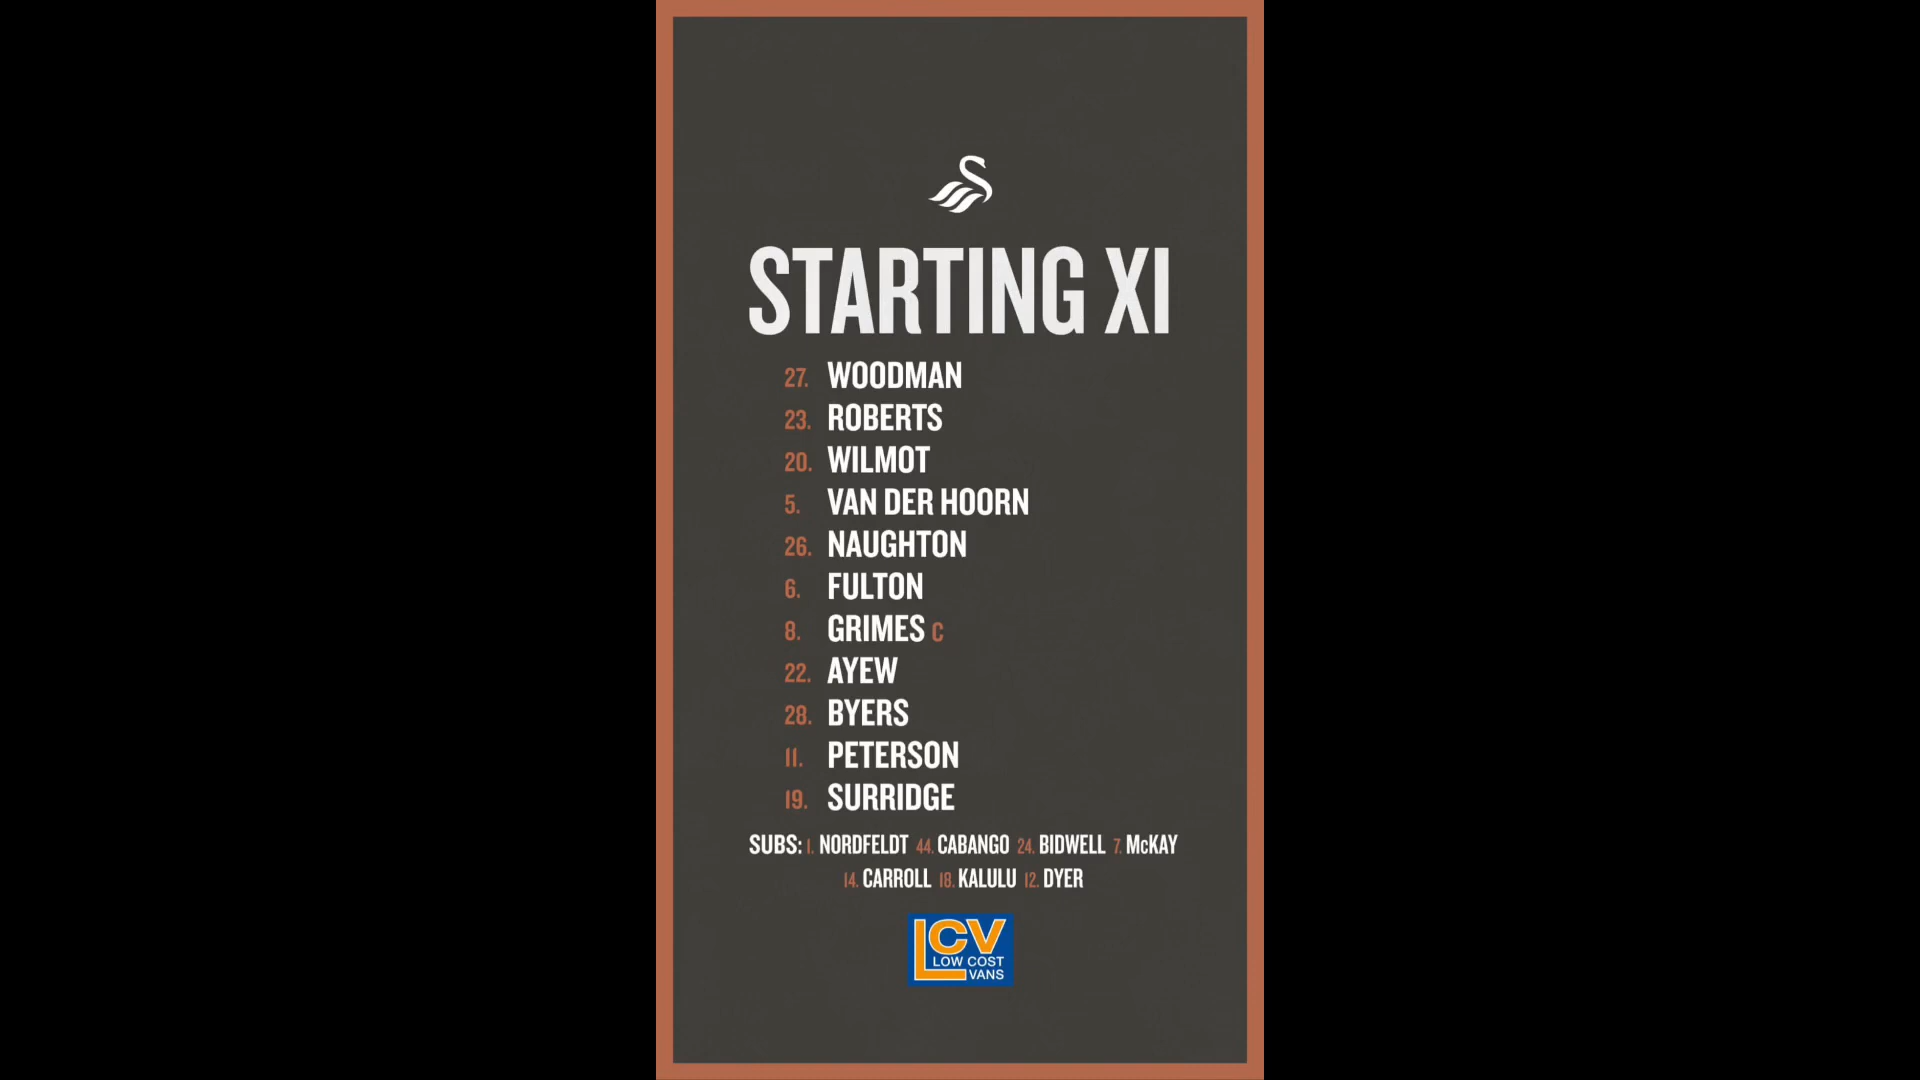 STARTING XI
27. WOODMAN
23. ROBERTS
20. WILMOT
5. VAN DER HOORN
26. NAUGHTON
6. FULTON
8. GRIMES C
22. AYEW
28. BYERS
11. PETERSON
19. SURRIDGE
SUBS: 1. NORDFELDT 44. CABANGO 24. BIDWELL 7. McKAY
14. CARROLL 18. KALULU 12. DYER
LCV
LOW COST
VANS